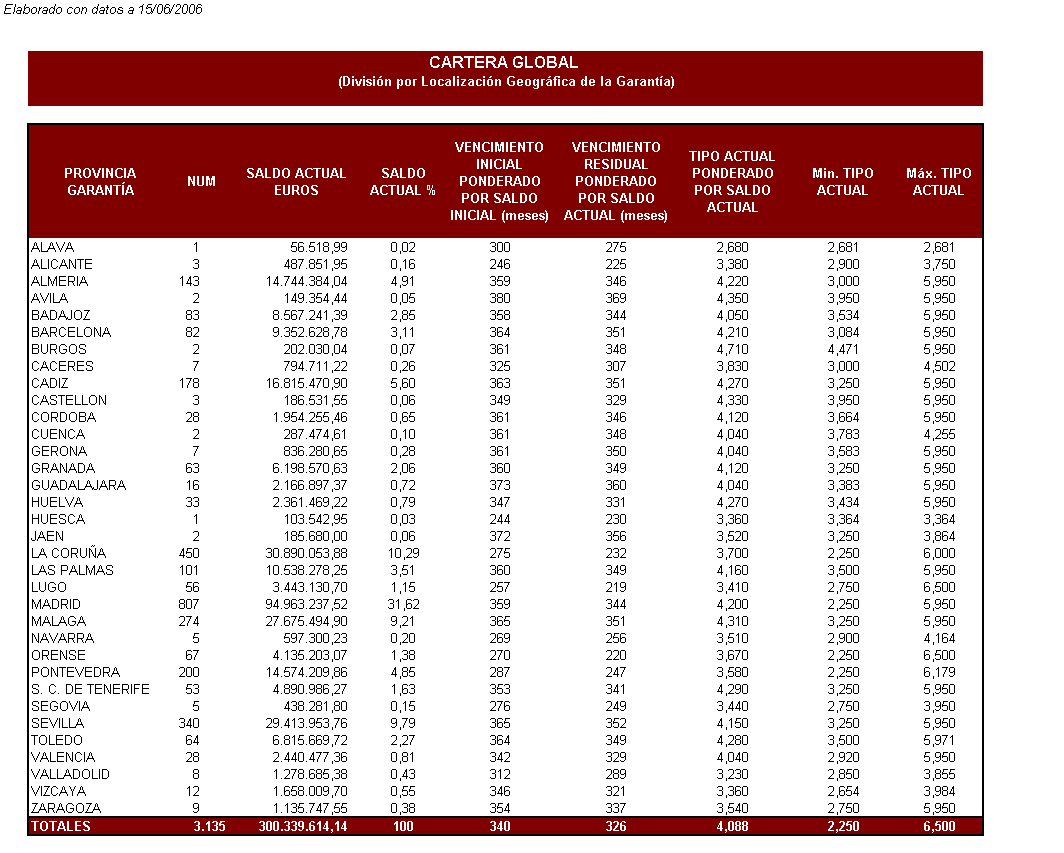 Elaborado con datos a 15/06/2006
CARTERA GLOBAL
(División por Localización Geográfica de la Garantía)
PROVINCIA GARANTÍA NUM SALDO ACTUAL EUROS SALDO ACTUAL % VENCIMIENTO INICIAL PONDERADO POR SALDO INICIAL (meses) VENCIMIENTO RESIDUAL PONDERADO POR SALDO ACTUAL (meses) TIPO ACTUAL PONDERADO POR SALDO ACTUAL Min. TIPO ACTUAL Máx. TIPO ACTUAL
ALAVA 1 56.518,99 0,02 300 275 2,680 2,681 2,681
ALICANTE 3 487.851,95 0,16 246 225 3,380 2,900 3,750
ALMERIA 143 14.744.384,04 4,91 359 346 4,220 3,000 5,950
AVILA 2 149.354,44 0,05 380 369 4,350 3,950 5,950
BADAJOZ 83 8.567.241,39 2,85 358 344 4,050 3,534 5,950
BARCELONA 82 9.352.628,78 3,11 364 351 4,210 3,084 5,950
BURGOS 2 202.030,04 0,07 361 348 4,710 4,471 5,950
CACERES 7 794.711,22 0,26 325 307 3,830 3,000 4,502
CADIZ 178 16.815.470,90 5,60 363 351 4,270 3,250 5,950
CASTELLON 3 186.531,55 0,06 349 329 4,330 3,950 5,950
CORDOBA 28 1.954.255,46 0,65 361 346 4,120 3,664 5,950
CUENCA 2 287.474,61 0,10 361 348 4,040 3,783 4,255
GERONA 7 836.280,65 0,28 361 350 4,040 3,583 5,950
GRANADA 63 6.198.570,63 2,06 360 349 4,120 3,250 5,950
GUADALAJARA 16 2.166.897,37 0,72 373 360 4,040 3,383 5,950
HUELVA 33 2.361.469,22 0,79 347 331 4,270 3,434 5,950
HUESCA 1 103.542,95 0,03 244 230 3,360 3,364 3,364
JAEN 2 185.680,00 0,06 372 356 3,520 3,250 3,864
LA CORUÑA 450 30.890.053,88 10,29 275 232 3,700 2,250 6,000
LAS PALMAS 101 10.538.278,25 3,51 360 349 4,160 3,500 5,950
LUGO 56 3.443.130,70 1,15 257 219 3,410 2,750 6,500
MADRID 807 94.963.237,52 31,62 359 344 4,200 2,250 5,950
MALAGA 274 27.675.494,90 9,21 365 351 4,310 3,250 5,950
NAVARRA 5 597.300,23 0,20 269 256 3,510 2,900 4,164
ORENSE 67 4.135.203,07 1,38 270 220 3,670 2,250 6,500
PONTEVEDRA 200 14.574.209,86 4,85 287 247 3,580 2,250 6,179
S. C. DE TENERIFE 53 4.890.986,27 1,63 353 341 4,290 3,250 5,950
SEGOVIA 5 438.281,80 0,15 276 249 3,440 2,750 3,950
SEVILLA 340 29.413.953,76 9,79 365 352 4,150 3,250 5,950
TOLEDO 64 6.815.669,72 2,27 364 349 4,280 3,500 5,971
VALENCIA 28 2.440.477,36 0,81 342 329 4,040 2,920 5,950
VALLADOLID 8 1.278.685,38 0,43 312 289 3,230 2,850 3,855
VIZCAYA 12 1.658.009,70 0,55 346 321 3,360 2,654 3,984
ZARAGOZA 9 1.135.747,55 0,38 354 337 3,540 2,750 5,950
TOTALES 3.135 300.339.614,14 100 340 326 4,088 2,250 6,500